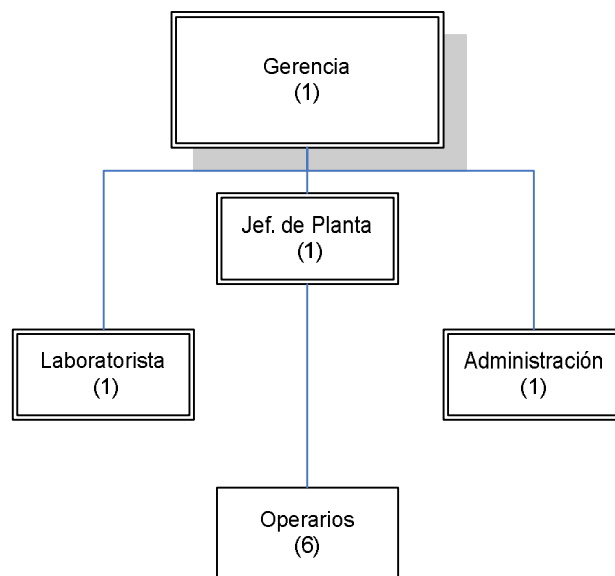 Gerencia
(1)
Jef. de Planta
(1)
Laboratorista
(1)
Administración
(1)
Operarios
(6)